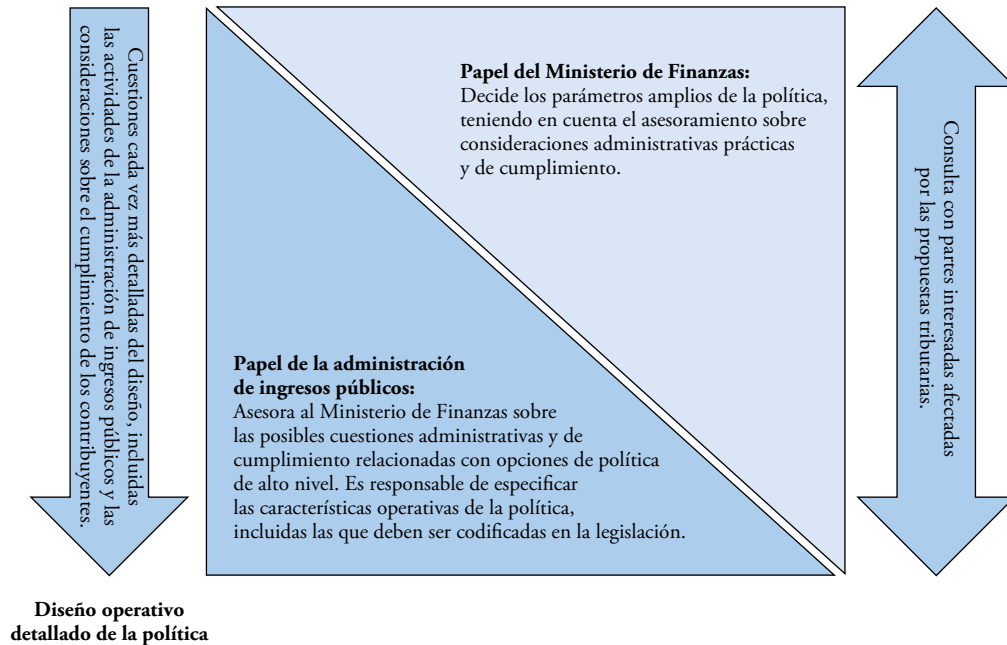 Cuestiones cada vez más detalladas del diseño, incluidas
las actividades de la administración de ingresos públicos y las
consideraciones sobre el cumplimiento de los contribuyentes.
Papel del Ministerio de Finanzas:
Decide los parámetros amplios de la política,
teniendo en cuenta el asesoramiento sobre
consideraciones administrativas prácticas
y de cumplimiento.
Consulta con partes interesadas afectadas
por las propuestas tributarias.
Papel de la administración
de ingresos públicos:
Asesora al Ministerio de Finanzas sobre
las posibles cuestiones administrativas y de
cumplimiento relacionadas con opciones de política
de alto nivel. Es responsable de especificar
las características operativas de la política,
incluidas las que deben ser codificadas en la legislación.
Diseño operativo
detallado de la política